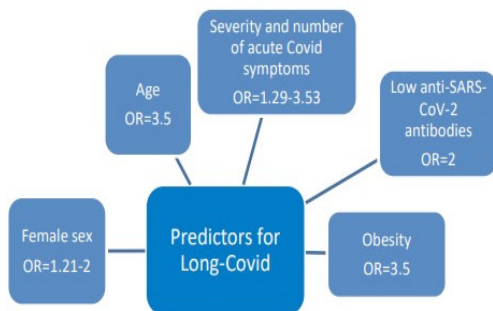 Severity and number
of acute Covid
symptoms
OR=1.29-3.53
Age
OR=3.5
Low anti-SARS-
CoV-2
antibodies
OR=2
Female sex
OR=1.21-2
Predictors for
Long-Covid
Obesity
OR=3.5